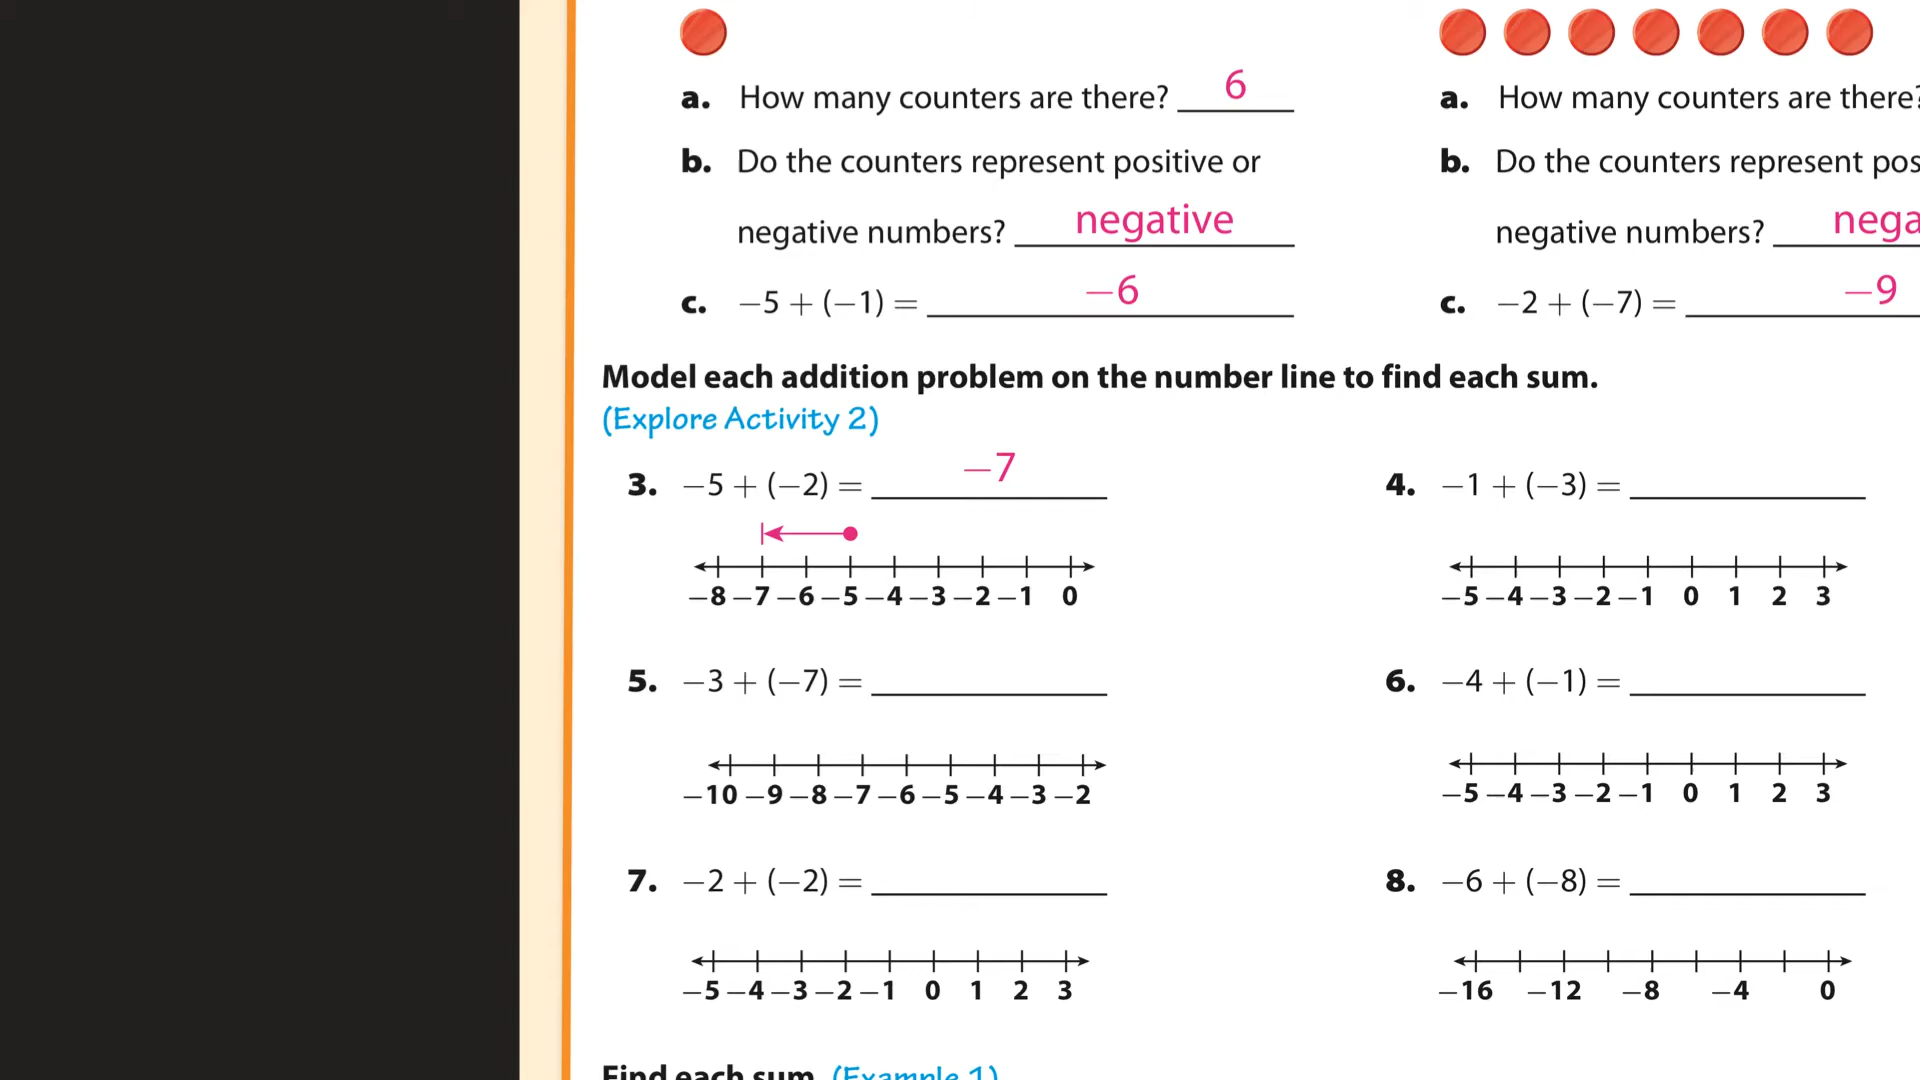 a. How many counters are there? 6
b. Do the counters represent positive or
negative numbers? negative
c. −5 + (−1) = −6
a. How many counters are there?
b. Do the counters represent pos
negative numbers? nega
c. −2 + (−7) = −9
Model each addition problem on the number line to find each sum.
(Explore Activity 2)
3. −5 + (−2) = −7
−8 −7 −6 −5 −4 −3 −2 −1 0
4. −1 + (−3) =
−5 −4 −3 −2 −1 0 1 2 3
5. −3 + (−7) =
−10 −9 −8 −7 −6 −5 −4 −3 −2
6. −4 + (−1) =
−5 −4 −3 −2 −1 0 1 2 3
7. −2 + (−2) =
−5 −4 −3 −2 −1 0 1 2 3
8. −6 + (−8) =
−16 −12 −8 −4 0
Find each sum. (Example 1)